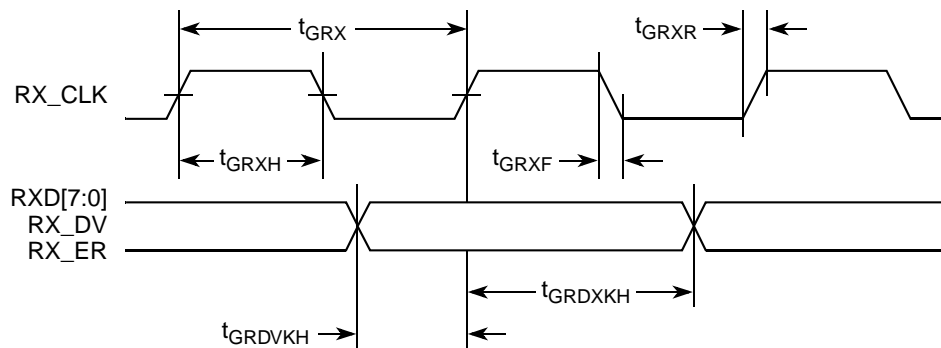 tGRX
tGRXR
RX_CLK
tGRXH
tGRXF
RXD[7:0]
RX_DV
RX_ER
tGRDXKH
tGRDVKH